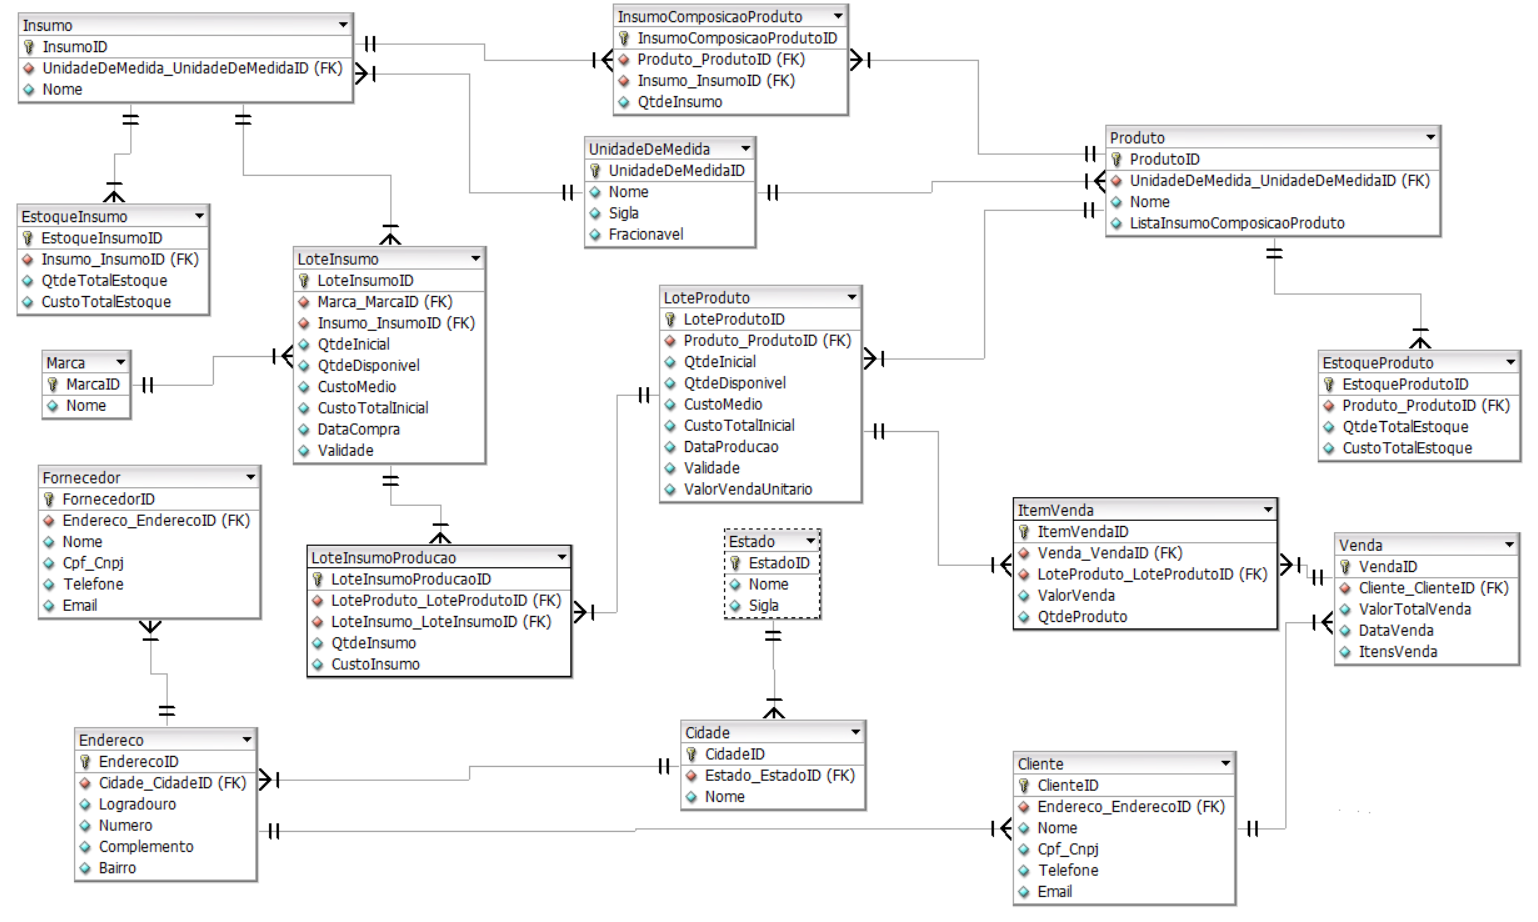 Insumo
InsumoID
UnidadeDeMedida_UnidadeDeMedidaID (FK)
Nome
InsumoComposicaoProduto
InsumoComposicaoProdutoID
Produto_ProdutoID (FK)
Insumo_InsumoID (FK)
QtdeInsumo
UnidadeDeMedida
UnidadeDeMedidaID
Nome
Sigla
Fracionavel
Produto
ProdutoID
UnidadeDeMedida_UnidadeDeMedidaID (FK)
Nome
ListaInsumoComposicaoProduto
EstoqueInsumo
EstoqueInsumoID
Insumo_InsumoID (FK)
QtdeTotalEstoque
CustoTotalEstoque
LoteInsumo
LoteInsumoID
Marca_MarcaID (FK)
Insumo_InsumoID (FK)
QtdeInicial
QtdeDisponivel
CustoMedio
CustoTotalInicial
DataCompra
Validade
LoteProduto
LoteProdutoID
Produto_ProdutoID (FK)
QtdeInicial
QtdeDisponivel
CustoMedio
CustoTotalInicial
DataProducao
Validade
ValorVendaUnitario
EstoqueProduto
EstoqueProdutoID
Produto_ProdutoID (FK)
QtdeTotalEstoque
CustoTotalEstoque
Marca
MarcaID
Nome
Fornecedor
FornecedorID
Endereco_EnderecoID (FK)
Nome
Cpf_Cnpj
Telefone
Email
LoteInsumoProducao
LoteInsumoProducaoID
LoteProduto_LoteProdutoID (FK)
LoteInsumo_LoteInsumoID (FK)
QtdeInsumo
CustoInsumo
Estado
EstadoID
Nome
Sigla
ItemVenda
ItemVendaID
Venda_VendaID (FK)
LoteProduto_LoteProdutoID (FK)
ValorVenda
QtdeProduto
Venda
VendaID
Cliente_ClienteID (FK)
ValorTotalVenda
DataVenda
ItensVenda
Endereco
EnderecoID
Cidade_CidadeID (FK)
Logradouro
Numero
Complemento
Bairro
Cidade
CidadeID
Estado_EstadoID (FK)
Nome
Cliente
ClienteID
Endereco_EnderecoID (FK)
Nome
Cpf_Cnpj
Telefone
Email